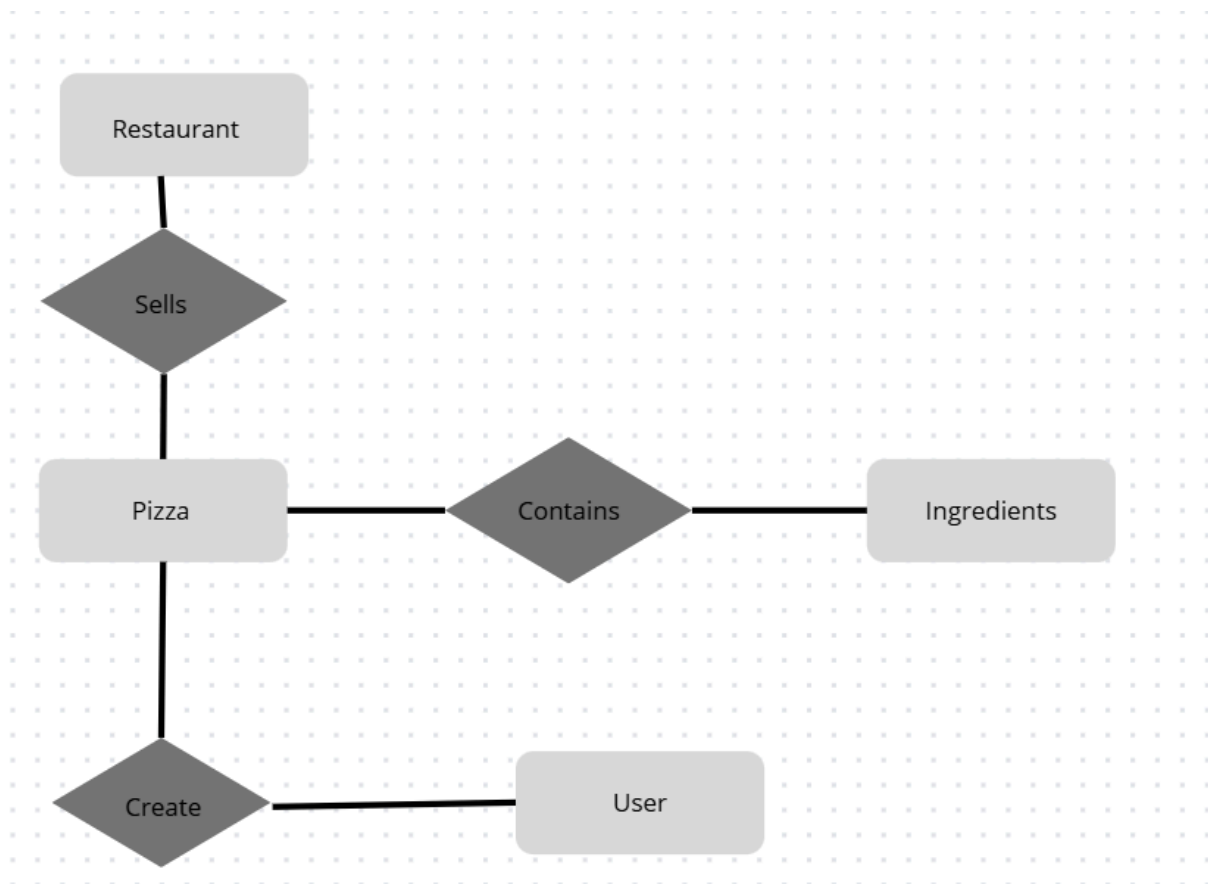 Restaurant
Sells
Pizza
Contains
Ingredients
Create
User